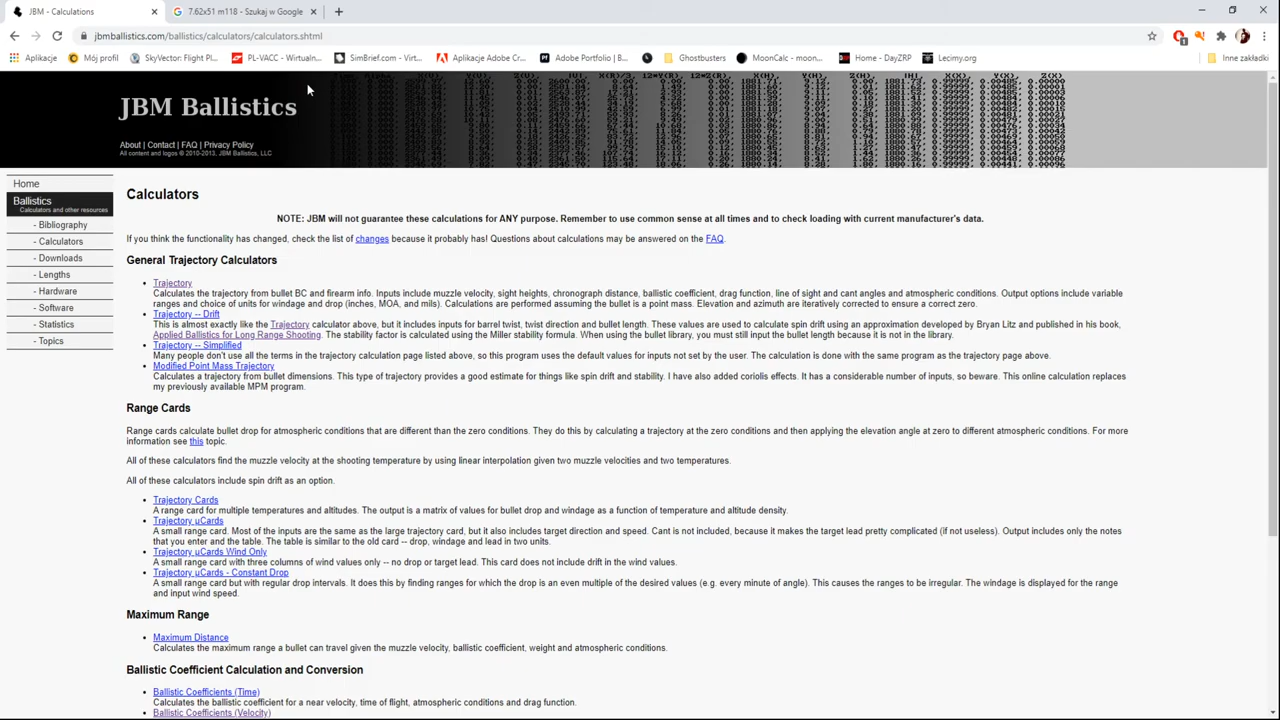 JBM - Calculations
7.62x51 m118 - Szukaj w Google
jbmballistics.com/ballistics/calculators/calculators.shtml
Aplikacje Mój profil SkyVector: Flight Pl... PL-VACC - Wirtualn... SimBrief.com - Virt... Aplikacje Adobe Cr... Adobe Portfolio | B... Ghostbusters MoonCalc - moon... Home - DayZRP Lecimy.org Inne zakładki
JBM Ballistics
About | Contact | FAQ | Privacy Policy
All content and logos © 2010-2013, JBM Ballistics, LLC
Home
Ballistics
Calculators and other resources
- Bibliography
- Calculators
- Downloads
- Lengths
- Hardware
- Software
- Statistics
- Topics
Calculators
NOTE: JBM will not guarantee these calculations for ANY purpose. Remember to use common sense at all times and to check loading with current manufacturer's data.
If you think the functionality has changed, check the list of changes because it probably has! Questions about calculations may be answered on the FAQ.
General Trajectory Calculators
• Trajectory
Calculates the trajectory from bullet BC and firearm info. Inputs include muzzle velocity, sight heights, chronograph distance, ballistic coefficient, drag function, line of sight and cant angles and atmospheric conditions. Output options include variable
ranges and choice of units for windage and drop (inches, MOA, and mils). Calculations are performed assuming the bullet is a point mass. Elevation and azimuth are iteratively corrected to ensure a correct zero.
• Trajectory -- Drift
This is almost exactly like the Trajectory calculator above, but it includes inputs for barrel twist, twist direction and bullet length. These values are used to calculate spin drift using an approximation developed by Bryan Litz and published in his book,
Applied Ballistics for Long Range Shooting. The stability factor is calculated using the Miller stability formula. When using the bullet library, you must still input the bullet length because it is not in the library.
• Trajectory -- Simplified
Many people don't use all the terms in the trajectory calculation page listed above, so this program uses the default values for inputs not set by the user. The calculation is done with the same program as the trajectory page above.
• Modified Point Mass Trajectory
Calculates a trajectory from bullet dimensions. This type of trajectory provides a good estimate for things like spin drift and stability. I have also added coriolis effects. It has a considerable number of inputs, so beware. This online calculation replaces
my previously available MPM program.
Range Cards
Range cards calculate bullet drop for atmospheric conditions that are different than the zero conditions. They do this by calculating a trajectory at the zero conditions and then applying the elevation angle at zero to different atmospheric conditions. For more
information see this topic.
All of these calculators find the muzzle velocity at the shooting temperature by using linear interpolation given two muzzle velocities and two temperatures.
All of these calculators include spin drift as an option.
• Trajectory Cards
A range card for multiple temperatures and altitudes. The output is a matrix of values for bullet drop and windage as a function of temperature and altitude density.
• Trajectory µCards
A small range card. Most of the inputs are the same as the large trajectory card, but it also includes target direction and speed. Cant is not included, because it makes the target lead pretty complicated (if not useless). Output includes only the notes
that you enter and the table. The table is similar to the old card -- drop, windage and lead in two units.
• Trajectory µCards Wind Only
A small range card with three columns of wind values only -- no drop or target lead. This card does not include drift in the wind values.
• Trajectory µCards - Constant Drop
A small range card but with regular drop intervals. It does this by finding ranges for which the drop is an even multiple of the desired values (e.g. every minute of angle). This causes the ranges to be irregular. The windage is displayed for the range
and input wind speed.
Maximum Range
• Maximum Distance
Calculates the maximum range a bullet can travel given the muzzle velocity, ballistic coefficient, weight and atmospheric conditions.
Ballistic Coefficient Calculation and Conversion
• Ballistic Coefficients (Time)
Calculates the ballistic coefficient for a near velocity, time of flight, atmospheric conditions and drag function.
• Ballistic Coefficients (Velocity)